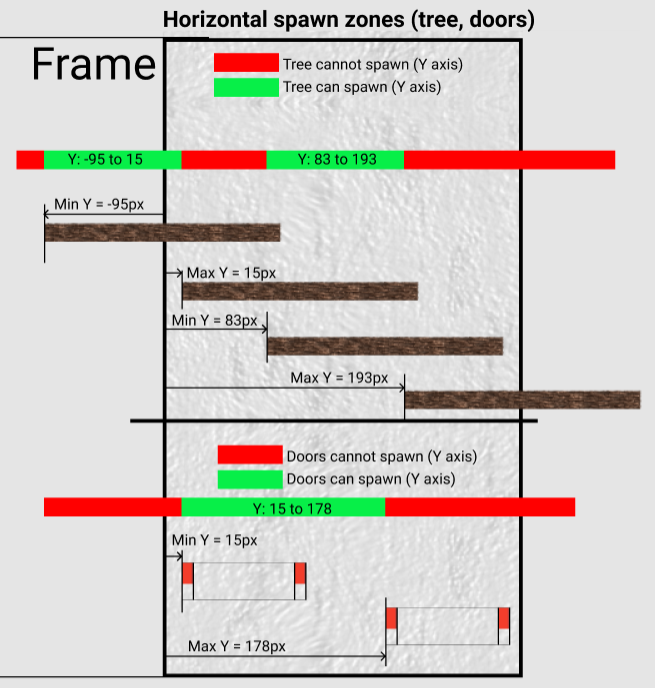 Horizontal spawn zones (tree, doors)
Frame
Tree cannot spawn (Y axis)
Tree can spawn (Y axis)
Y: -95 to 15
Y: 83 to 193
Min Y = -95px
Max Y = 15px
Min Y = 83px
Max Y = 193px
Doors cannot spawn (Y axis)
Doors can spawn (Y axis)
Y: 15 to 178
Min Y = 15px
Max Y = 178px